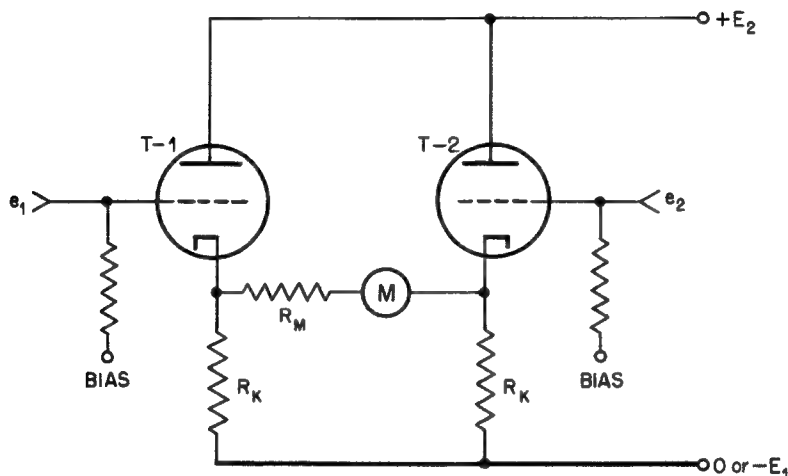 +E2
T-1
T-2
e1
e2
M
RM
BIAS
RK
RK
BIAS
0 or -E1